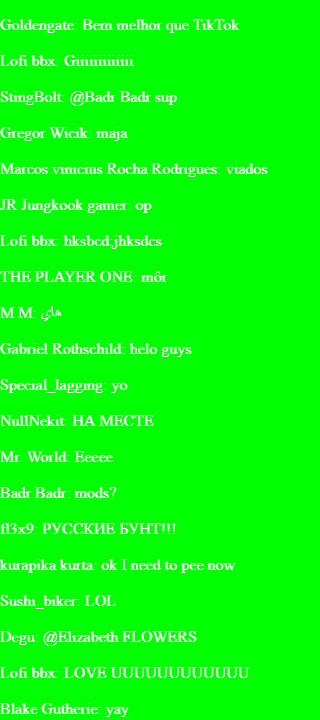 Goldengate: Bem melhor que TikTok
Lofi bbx: Giiiiiiiiiiiii
StingBolt: @Badr Badr sup
Gregor Wicik: maja
Marcos vinicius Rocha Rodrigues: viados
JR Jungkook gamer: op
Lofi bbx: hksbcd;jhksdcs
THE PLAYER ONE: môr
M M: هاي
Gabriel Rothschild: helo guys
Special_lagging: yo
NullNekit: НА МЕСТЕ
Mr. World: Eeeee
Badr Badr: mods?
fl3x9: РУССКИЕ БУНТ!!!
kurapika kurta: ok I need to pee now
Sushi_biker: LOL
Degu: @Elizabeth FLOWERS
Lofi bbx: LOVE UUUUUUUUUUUU
Blake Gutherie: yay